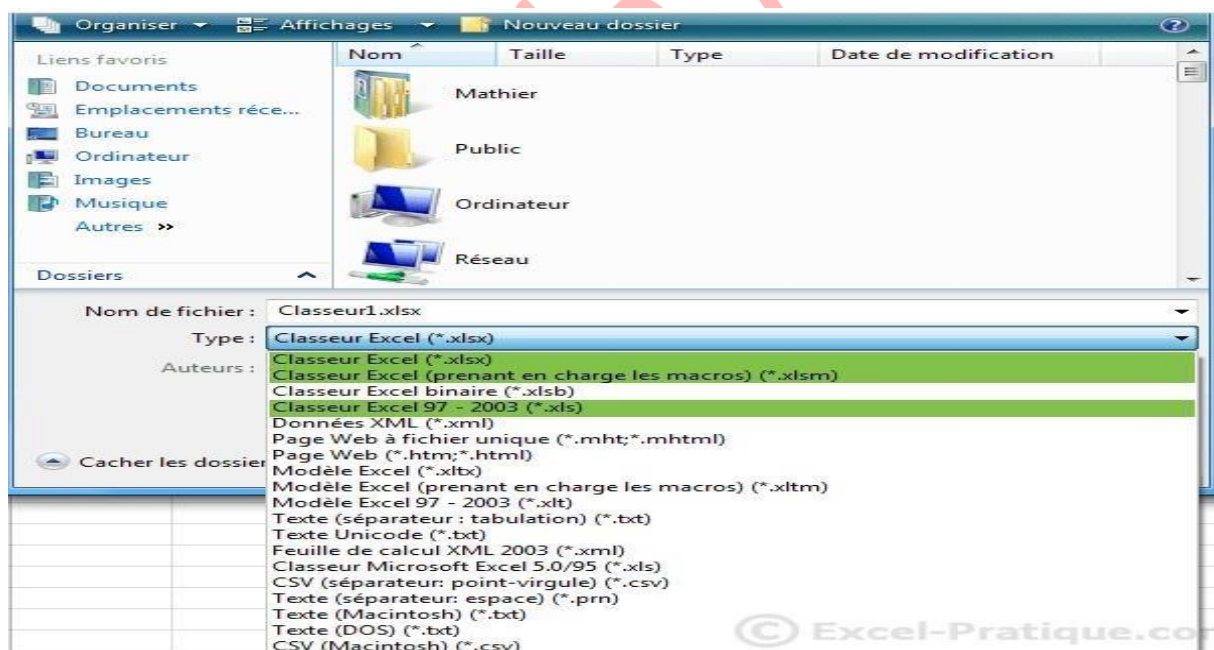 Organiser Affichages Nouveau dossier
Liens favoris
Documents
Emplacements réce...
Bureau
Ordinateur
Images
Musique
Autres >>
Dossiers
Nom Taille Type Date de modification
Mathier
Public
Ordinateur
Réseau
Nom de fichier : Classeur1.xlsx
Type : Classeur Excel (*.xlsx)
Auteurs :
Classeur Excel (*.xlsx)
Classeur Excel (prenant en charge les macros) (*.xlsm)
Classeur Excel binaire (*.xlsb)
Classeur Excel 97 - 2003 (*.xls)
Données XML (*.xml)
Page Web à fichier unique (*.mht;*.mhtml)
Page Web (*.htm;*.html)
Modèle Excel (*.xltx)
Modèle Excel (prenant en charge les macros) (*.xltm)
Modèle Excel 97 - 2003 (*.xlt)
Texte (séparateur : tabulation) (*.txt)
Texte Unicode (*.txt)
Feuille de calcul XML 2003 (*.xml)
Classeur Microsoft Excel 5.0/95 (*.xls)
CSV (séparateur: point-virgule) (*.csv)
Texte (séparateur: espace) (*.prn)
Texte (Macintosh) (*.txt)
Texte (DOS) (*.txt)
CSV (Macintosh) (*.csv)
Cacher les dossier
© Excel-Pratique.com